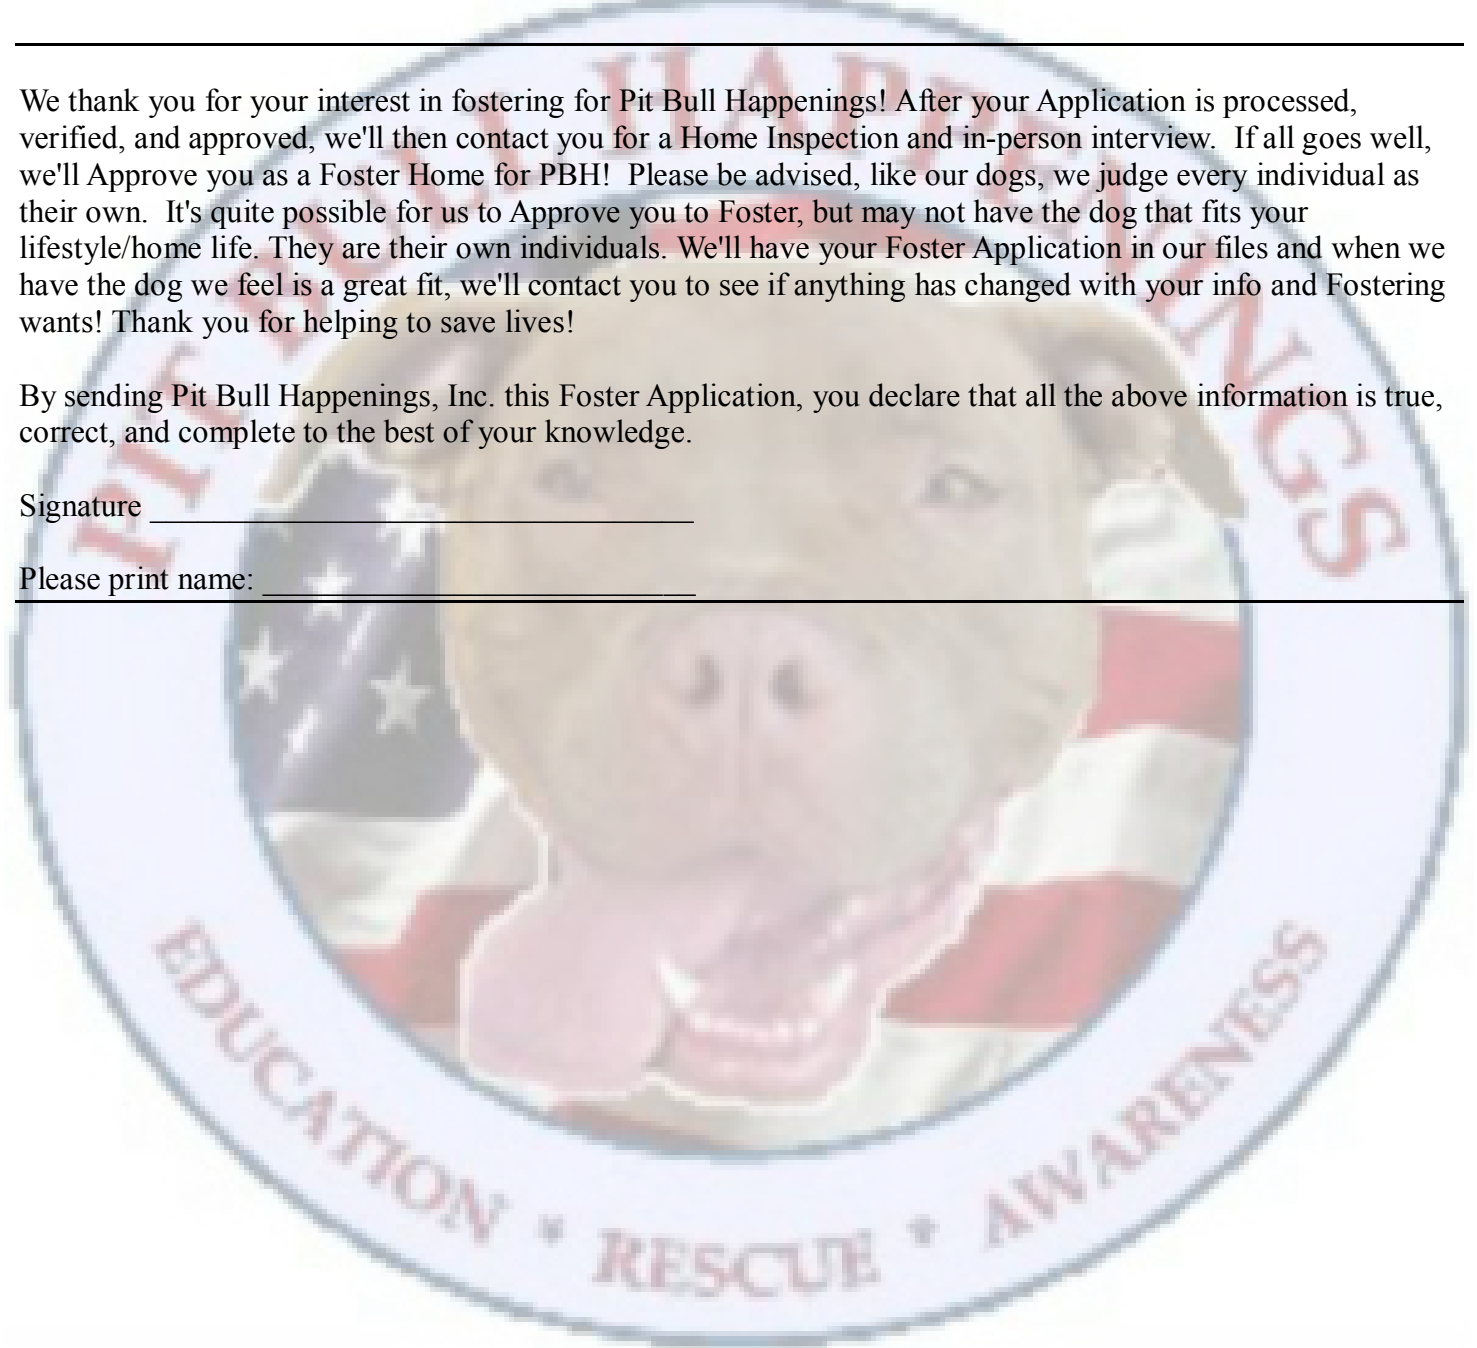 We thank you for your interest in fostering for Pit Bull Happenings! After your Application is processed,
verified, and approved, we'll then contact you for a Home Inspection and in-person interview.  If all goes well,
we'll Approve you as a Foster Home for PBH!  Please be advised, like our dogs, we judge every individual as
their own.  It's quite possible for us to Approve you to Foster, but may not have the dog that fits your
lifestyle/home life. They are their own individuals. We'll have your Foster Application in our files and when we
have the dog we feel is a great fit, we'll contact you to see if anything has changed with your info and Fostering
wants! Thank you for helping to save lives!
By sending Pit Bull Happenings, Inc. this Foster Application, you declare that all the above information is true,
correct, and complete to the best of your knowledge.
Signature __________________________________
Please print name: ___________________________
PIT BULL HAPPENINGS
EDUCATION * RESCUE * AWARENESS